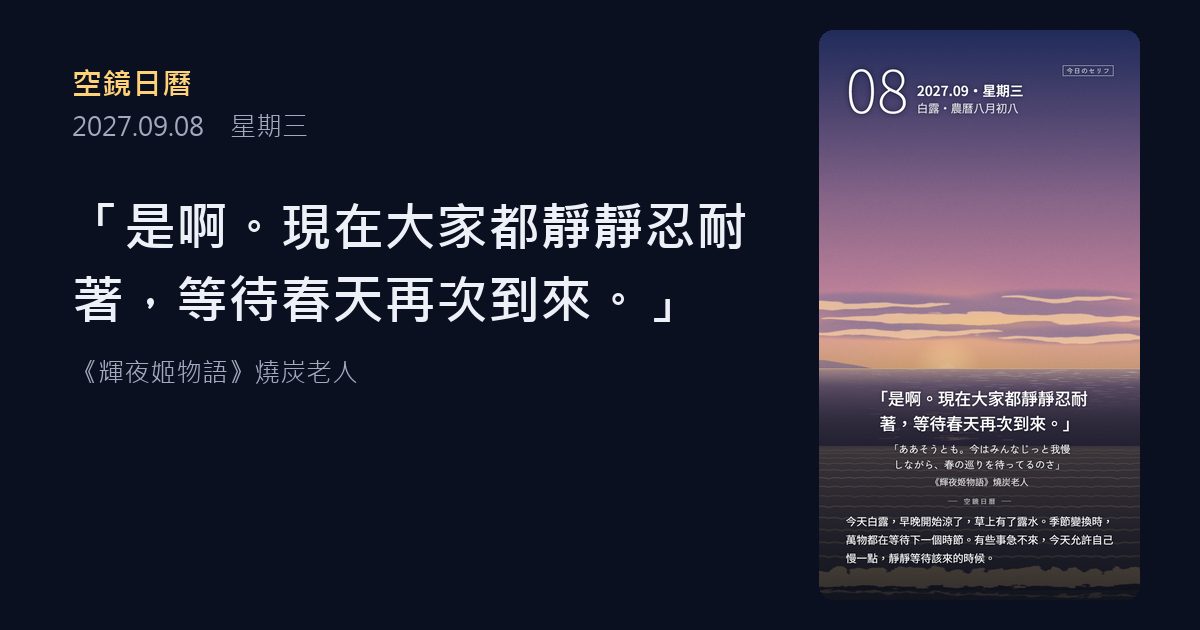 空鏡日曆
2027.09.08　星期三
「是啊。現在大家都靜靜忍耐
著，等待春天再次到來。」
《輝夜姬物語》燒炭老人
08
2027.09・星期三
白露・農曆八月初八
今日のセリフ
「是啊。現在大家都靜靜忍耐
著，等待春天再次到來。」
「ああそうとも。今はみんなじっと我慢
しながら、春の巡りを待ってるのさ」
《輝夜姬物語》燒炭老人
— 空鏡日曆 —
今天白露，早晚開始涼了，草上有了露水。季節變換時，
萬物都在等待下一個時節。有些事急不來，今天允許自己
慢一點，靜靜等待該來的時候。